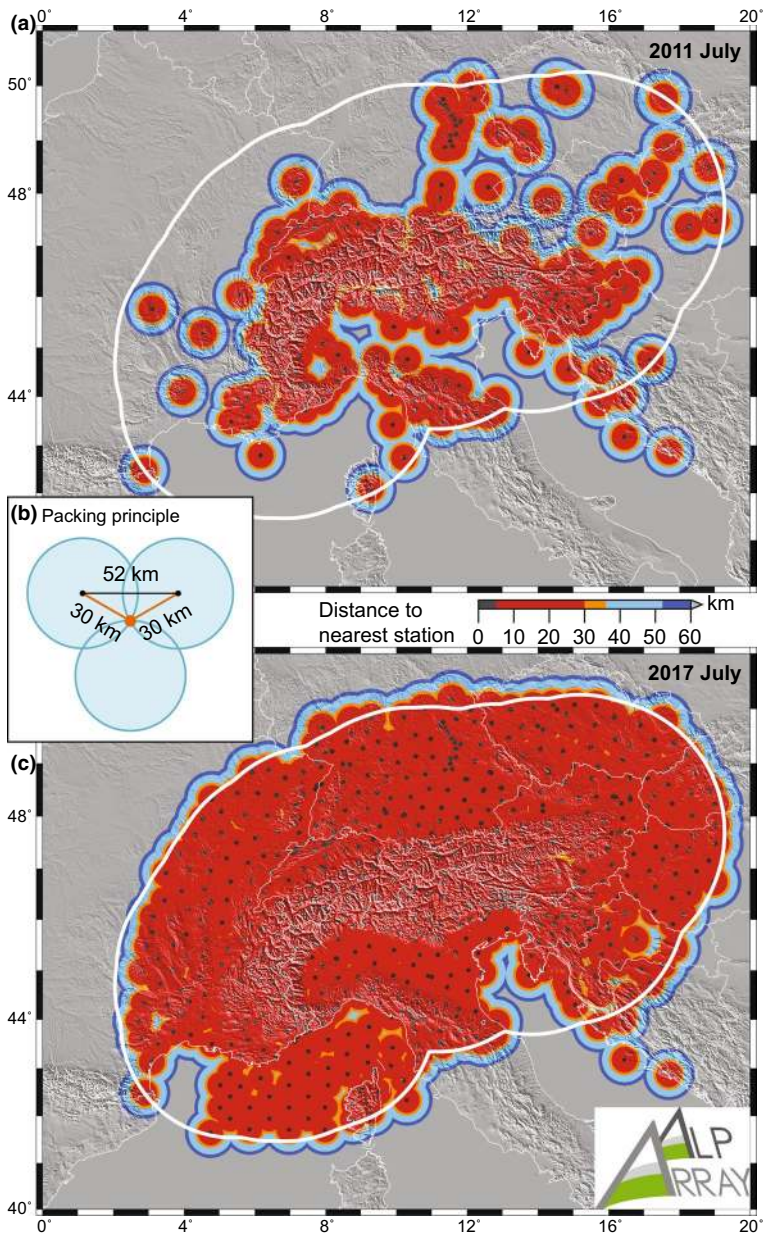 0° 4° 8° 12° 16° 20°
(a)
2011 July
50°
48°
44°
(b) Packing principle
52 km
30 km 30 km
Distance to
nearest station
km
0 10 20 30 40 50 60
2017 July
(c)
48°
44°
40°
ALP
ARRAY
0° 4° 8° 12° 16° 20°